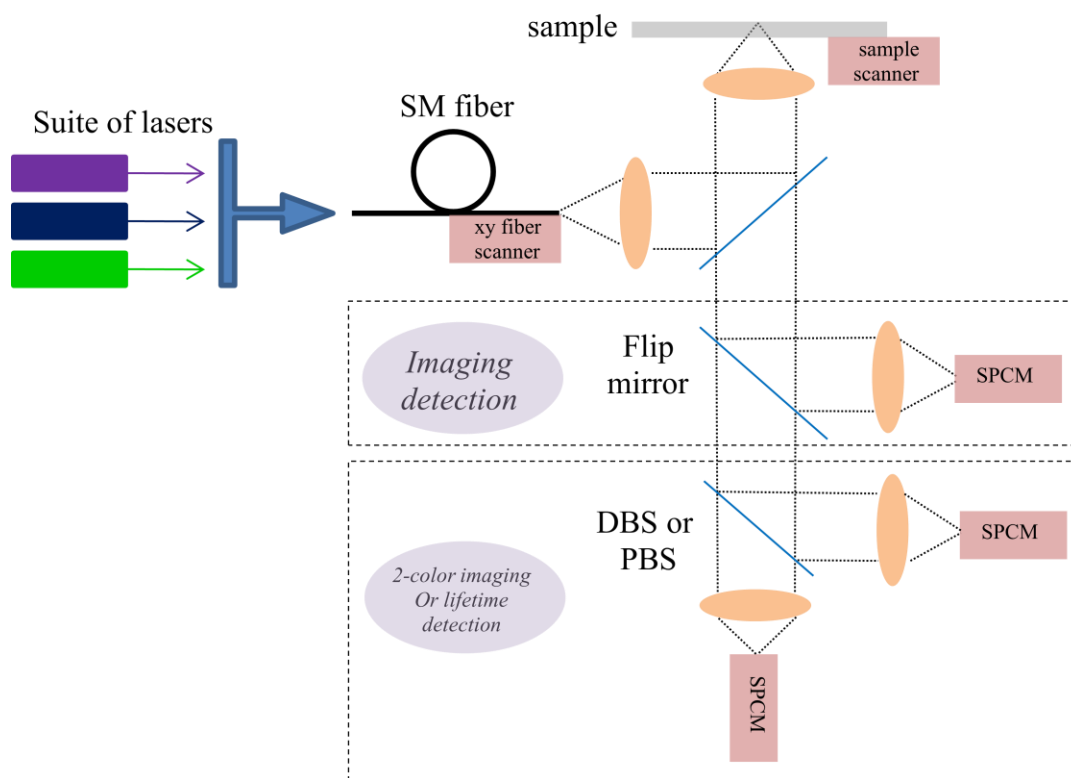 sample
sample
scanner
SM fiber
Suite of lasers
xy fiber
scanner
Imaging
detection
Flip
mirror
SPCM
DBS or
PBS
SPCM
2-color imaging
Or lifetime
detection
SPCM